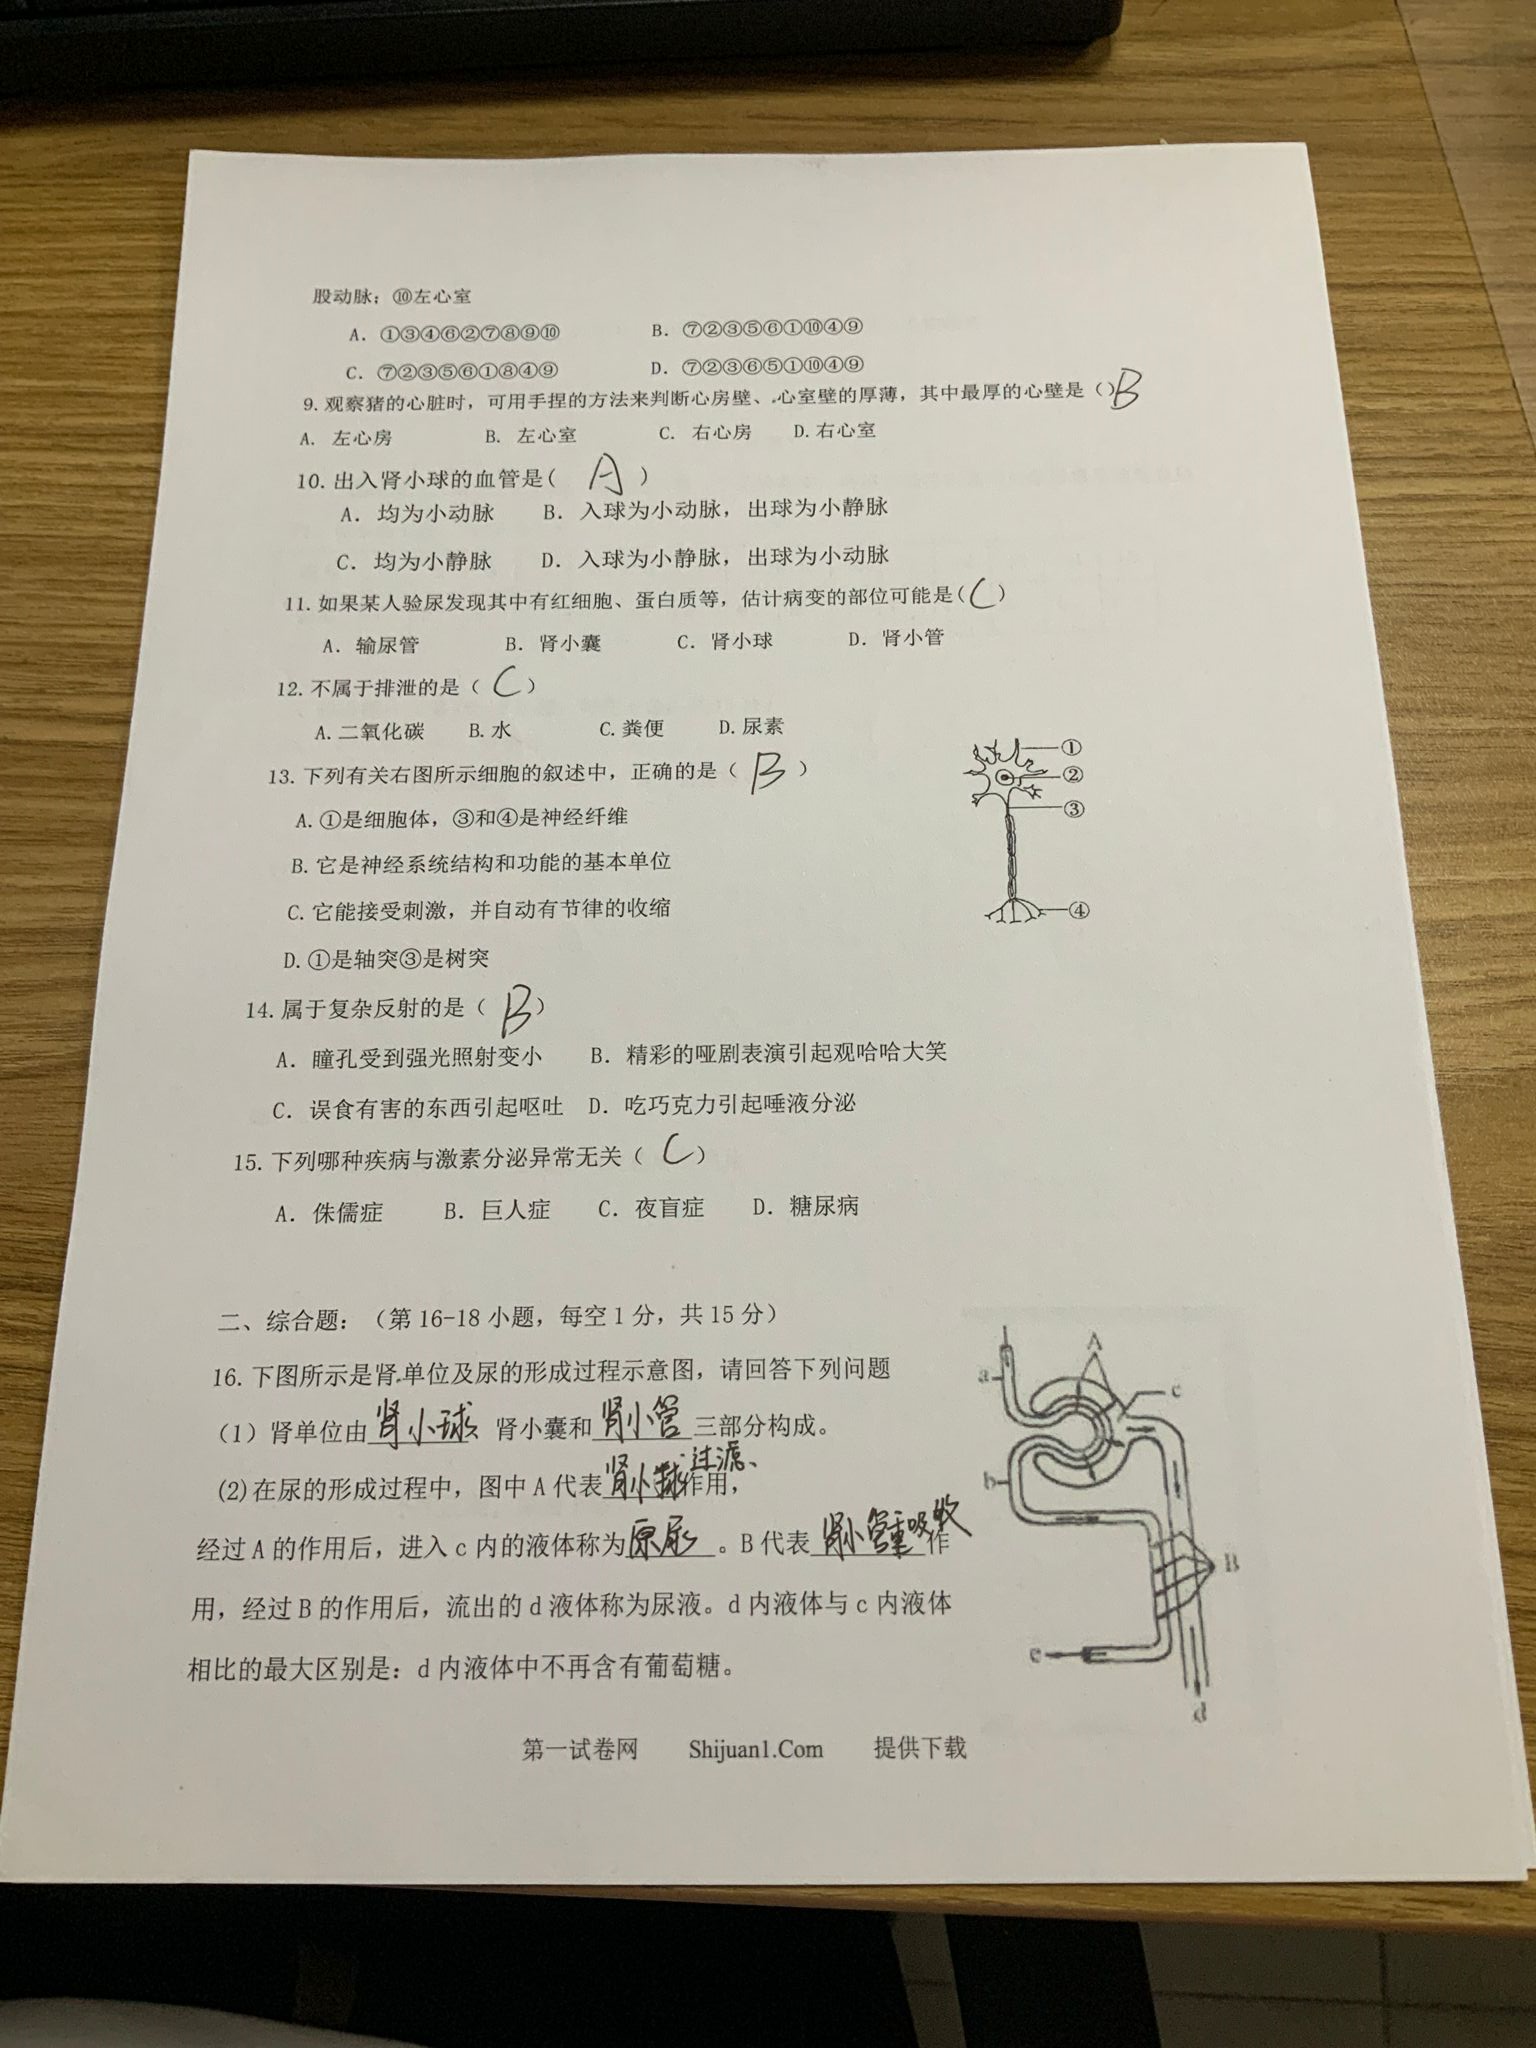 股动脉；⑩左心室
A. ①③④⑥②⑦⑧⑨⑩ B. ⑦②③⑤⑥①⑩④⑨
C. ⑦②③⑤⑥①⑧④⑨ D. ⑦②③⑥⑤①⑩④⑨
9. 观察猪的心脏时，可用手捏的方法来判断心房壁、心室壁的厚薄，其中最厚的心壁是（）B
A. 左心房 B. 左心室 C. 右心房 D.右心室
10. 出入肾小球的血管是( A )
A. 均为小动脉 B. 入球为小动脉，出球为小静脉
C. 均为小静脉 D. 入球为小静脉，出球为小动脉
11. 如果某人验尿发现其中有红细胞、蛋白质等，估计病变的部位可能是(C)
A. 输尿管 B. 肾小囊 C. 肾小球 D. 肾小管
12. 不属于排泄的是（ C ）
A.二氧化碳 B.水 C.粪便 D.尿素
13. 下列有关右图所示细胞的叙述中，正确的是（ B ）
A.①是细胞体，③和④是神经纤维
B.它是神经系统结构和功能的基本单位
C.它能接受刺激，并自动有节律的收缩
D.①是轴突③是树突
①
②
③
④
14. 属于复杂反射的是（ B ）
A. 瞳孔受到强光照射变小 B. 精彩的哑剧表演引起观哈哈大笑
C. 误食有害的东西引起呕吐 D. 吃巧克力引起唾液分泌
15. 下列哪种疾病与激素分泌异常无关（ C ）
A. 侏儒症 B. 巨人症 C. 夜盲症 D. 糖尿病
二、综合题：（第 16-18 小题，每空 1 分，共 15 分）
16. 下图所示是肾单位及尿的形成过程示意图，请回答下列问题
（1）肾单位由 肾小球 肾小囊和 肾小管 三部分构成。
(2)在尿的形成过程中，图中 A 代表 肾小球过滤 作用，
经过 A 的作用后，进入 c 内的液体称为 原尿 。B 代表 肾小管重吸收 作
用，经过 B 的作用后，流出的 d 液体称为尿液。d 内液体与 c 内液体
相比的最大区别是：d 内液体中不再含有葡萄糖。
A
a
c
b
B
e
d
第一试卷网 Shijuan1.Com 提供下载